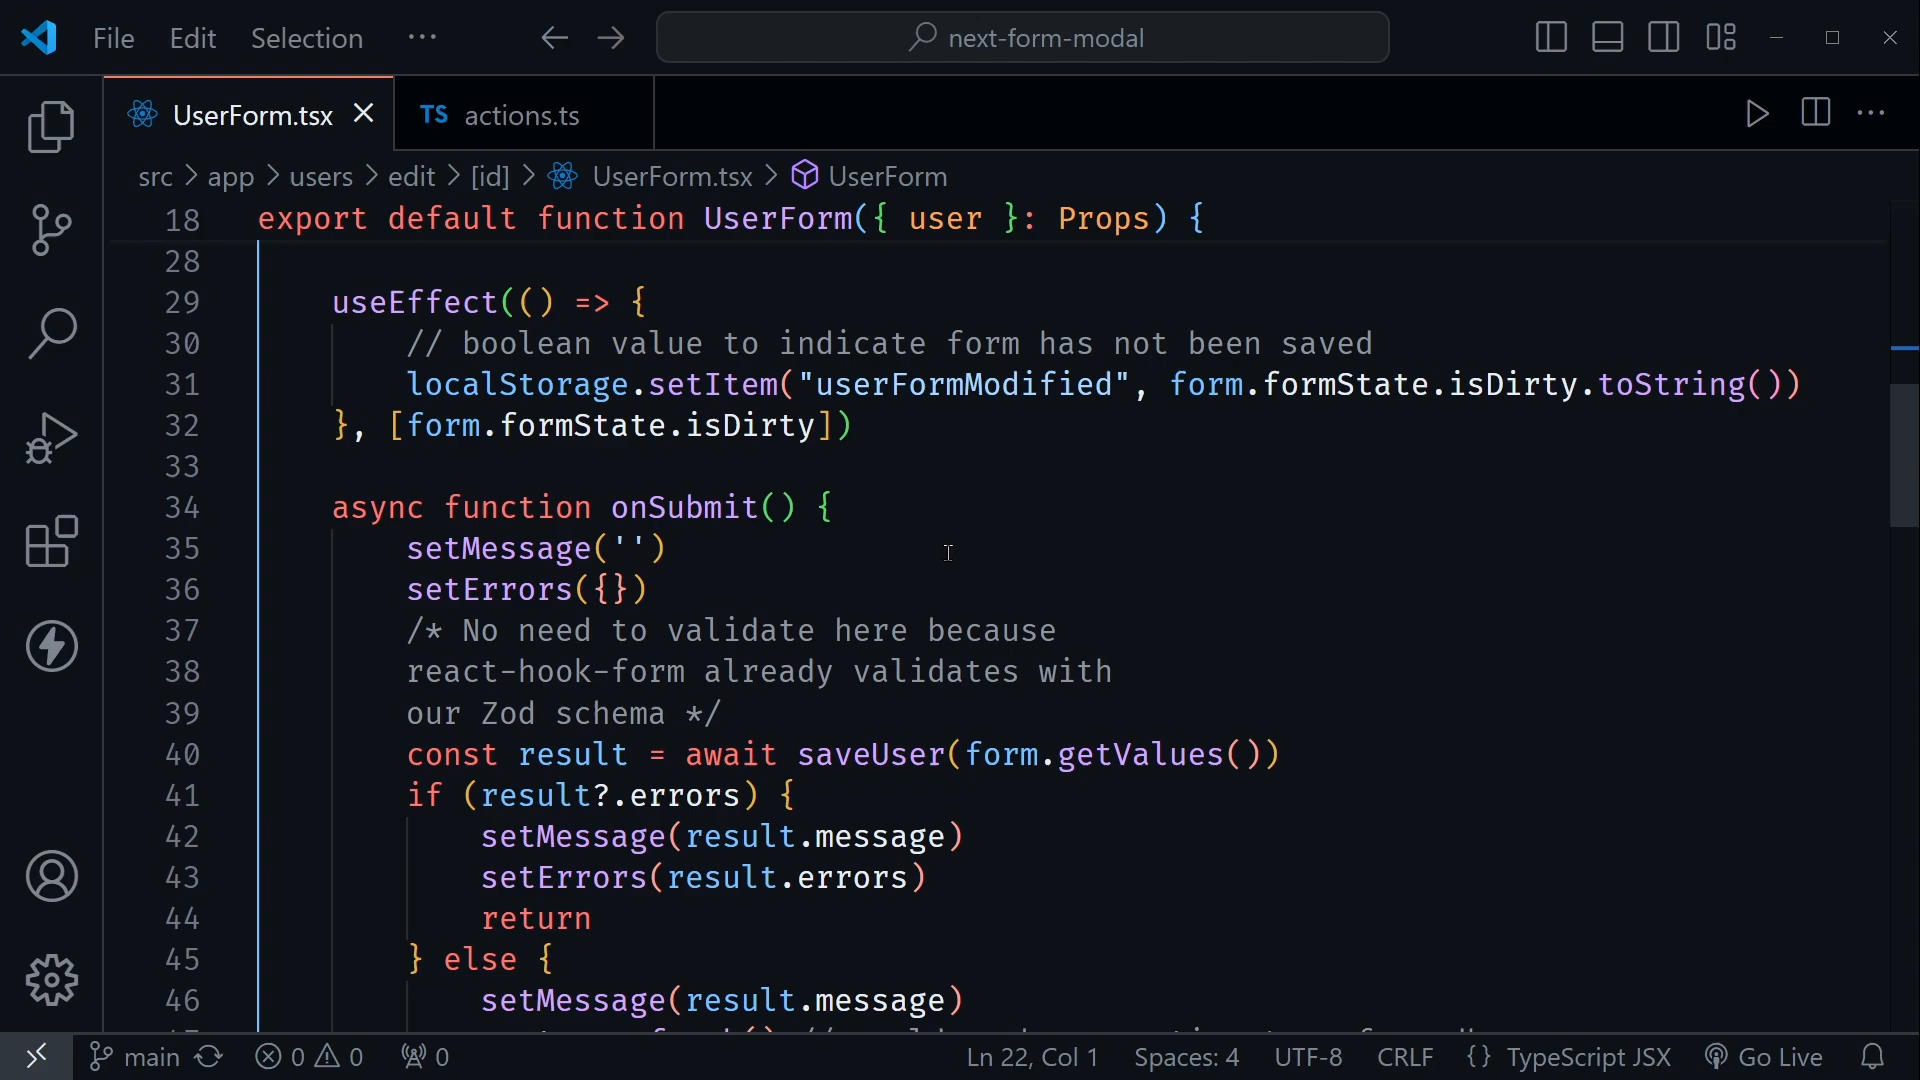 File Edit Selection ··· next-form-modal
UserForm.tsx TS actions.ts
src > app > users > edit > [id] > UserForm.tsx > UserForm
18 export default function UserForm({ user }: Props) {
28
29 useEffect(() => {
30 // boolean value to indicate form has not been saved
31 localStorage.setItem("userFormModified", form.formState.isDirty.toString())
32 }, [form.formState.isDirty])
33
34 async function onSubmit() {
35 setMessage('')
36 setErrors({})
37 /* No need to validate here because
38 react-hook-form already validates with
39 our Zod schema */
40 const result = await saveUser(form.getValues())
41 if (result?.errors) {
42 setMessage(result.message)
43 setErrors(result.errors)
44 return
45 } else {
46 setMessage(result.message)
main 0 0 0 Ln 22, Col 1 Spaces: 4 UTF-8 CRLF {} TypeScript JSX Go Live